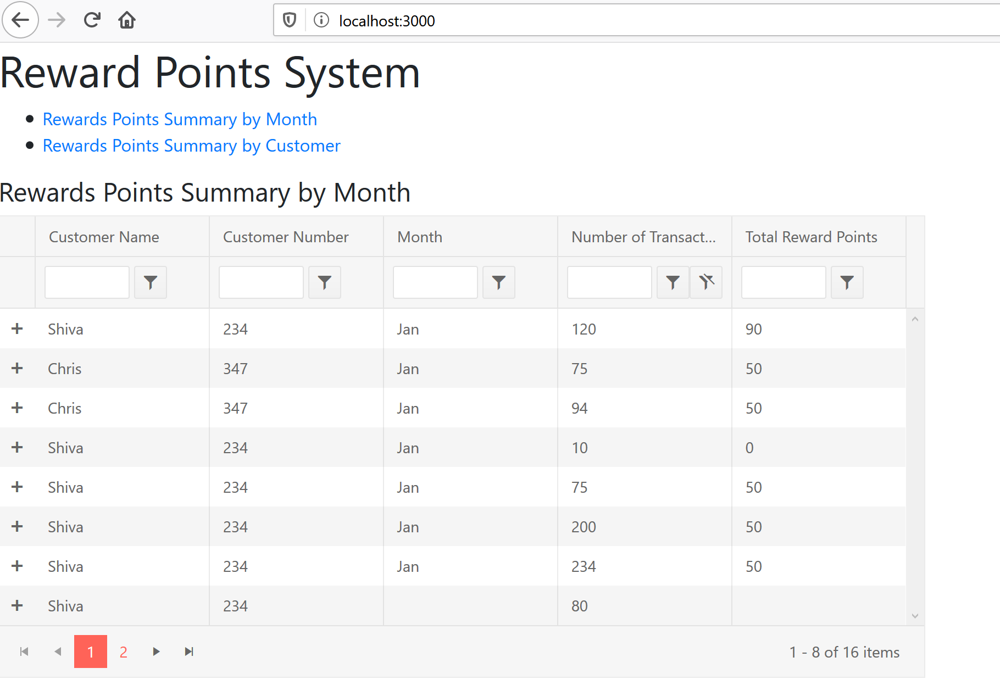 localhost:3000
Reward Points System
Rewards Points Summary by Month
Rewards Points Summary by Customer
Rewards Points Summary by Month
Customer Name Customer Number Month Number of Transact... Total Reward Points
Shiva 234 Jan 120 90
Chris 347 Jan 75 50
Chris 347 Jan 94 50
Shiva 234 Jan 10 0
Shiva 234 Jan 75 50
Shiva 234 Jan 200 50
Shiva 234 Jan 234 50
Shiva 234 80
1 2 1 - 8 of 16 items